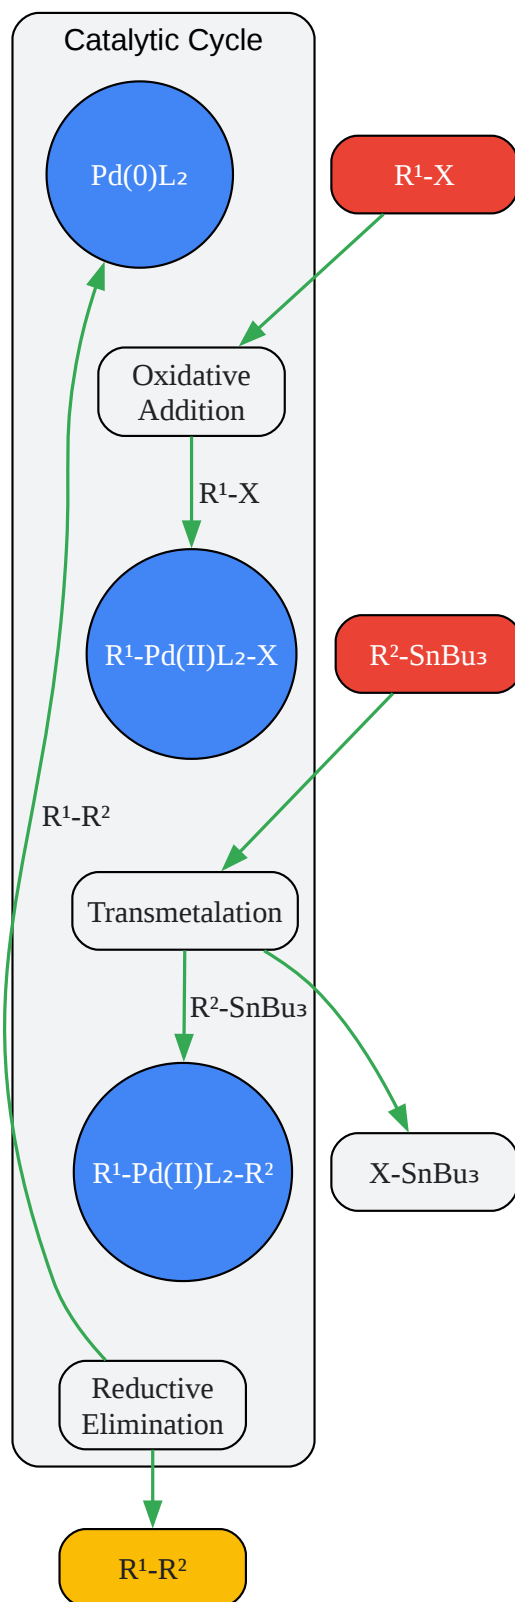 Catalytic Cycle
Pd(0)L₂
R¹-X
Oxidative
Addition
R¹-X
R¹-Pd(II)L₂-X
R²-SnBu₃
R¹-R²
Transmetalation
R²-SnBu₃
R¹-Pd(II)L₂-R²
X-SnBu₃
Reductive
Elimination
R¹-R²